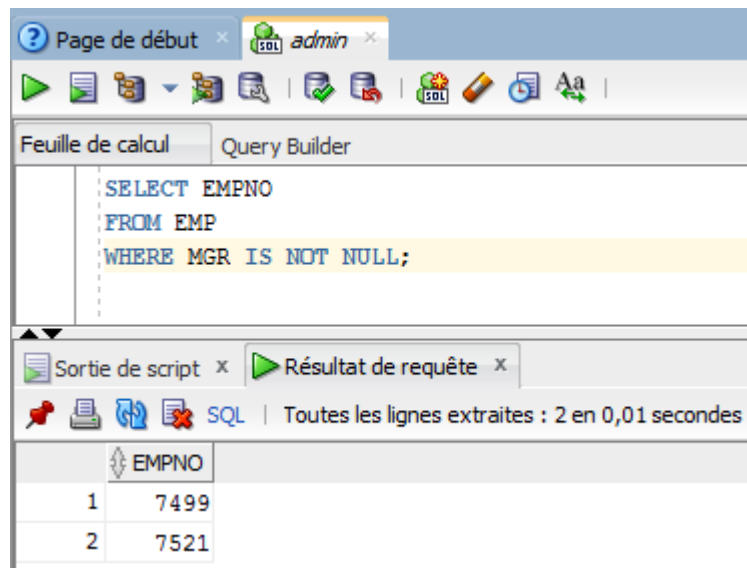 Page de début admin
Feuille de calcul Query Builder
SELECT EMPNO
FROM EMP
WHERE MGR IS NOT NULL;
Sortie de script x Résultat de requête x
SQL | Toutes les lignes extraites : 2 en 0,01 secondes
EMPNO
1 7499
2 7521